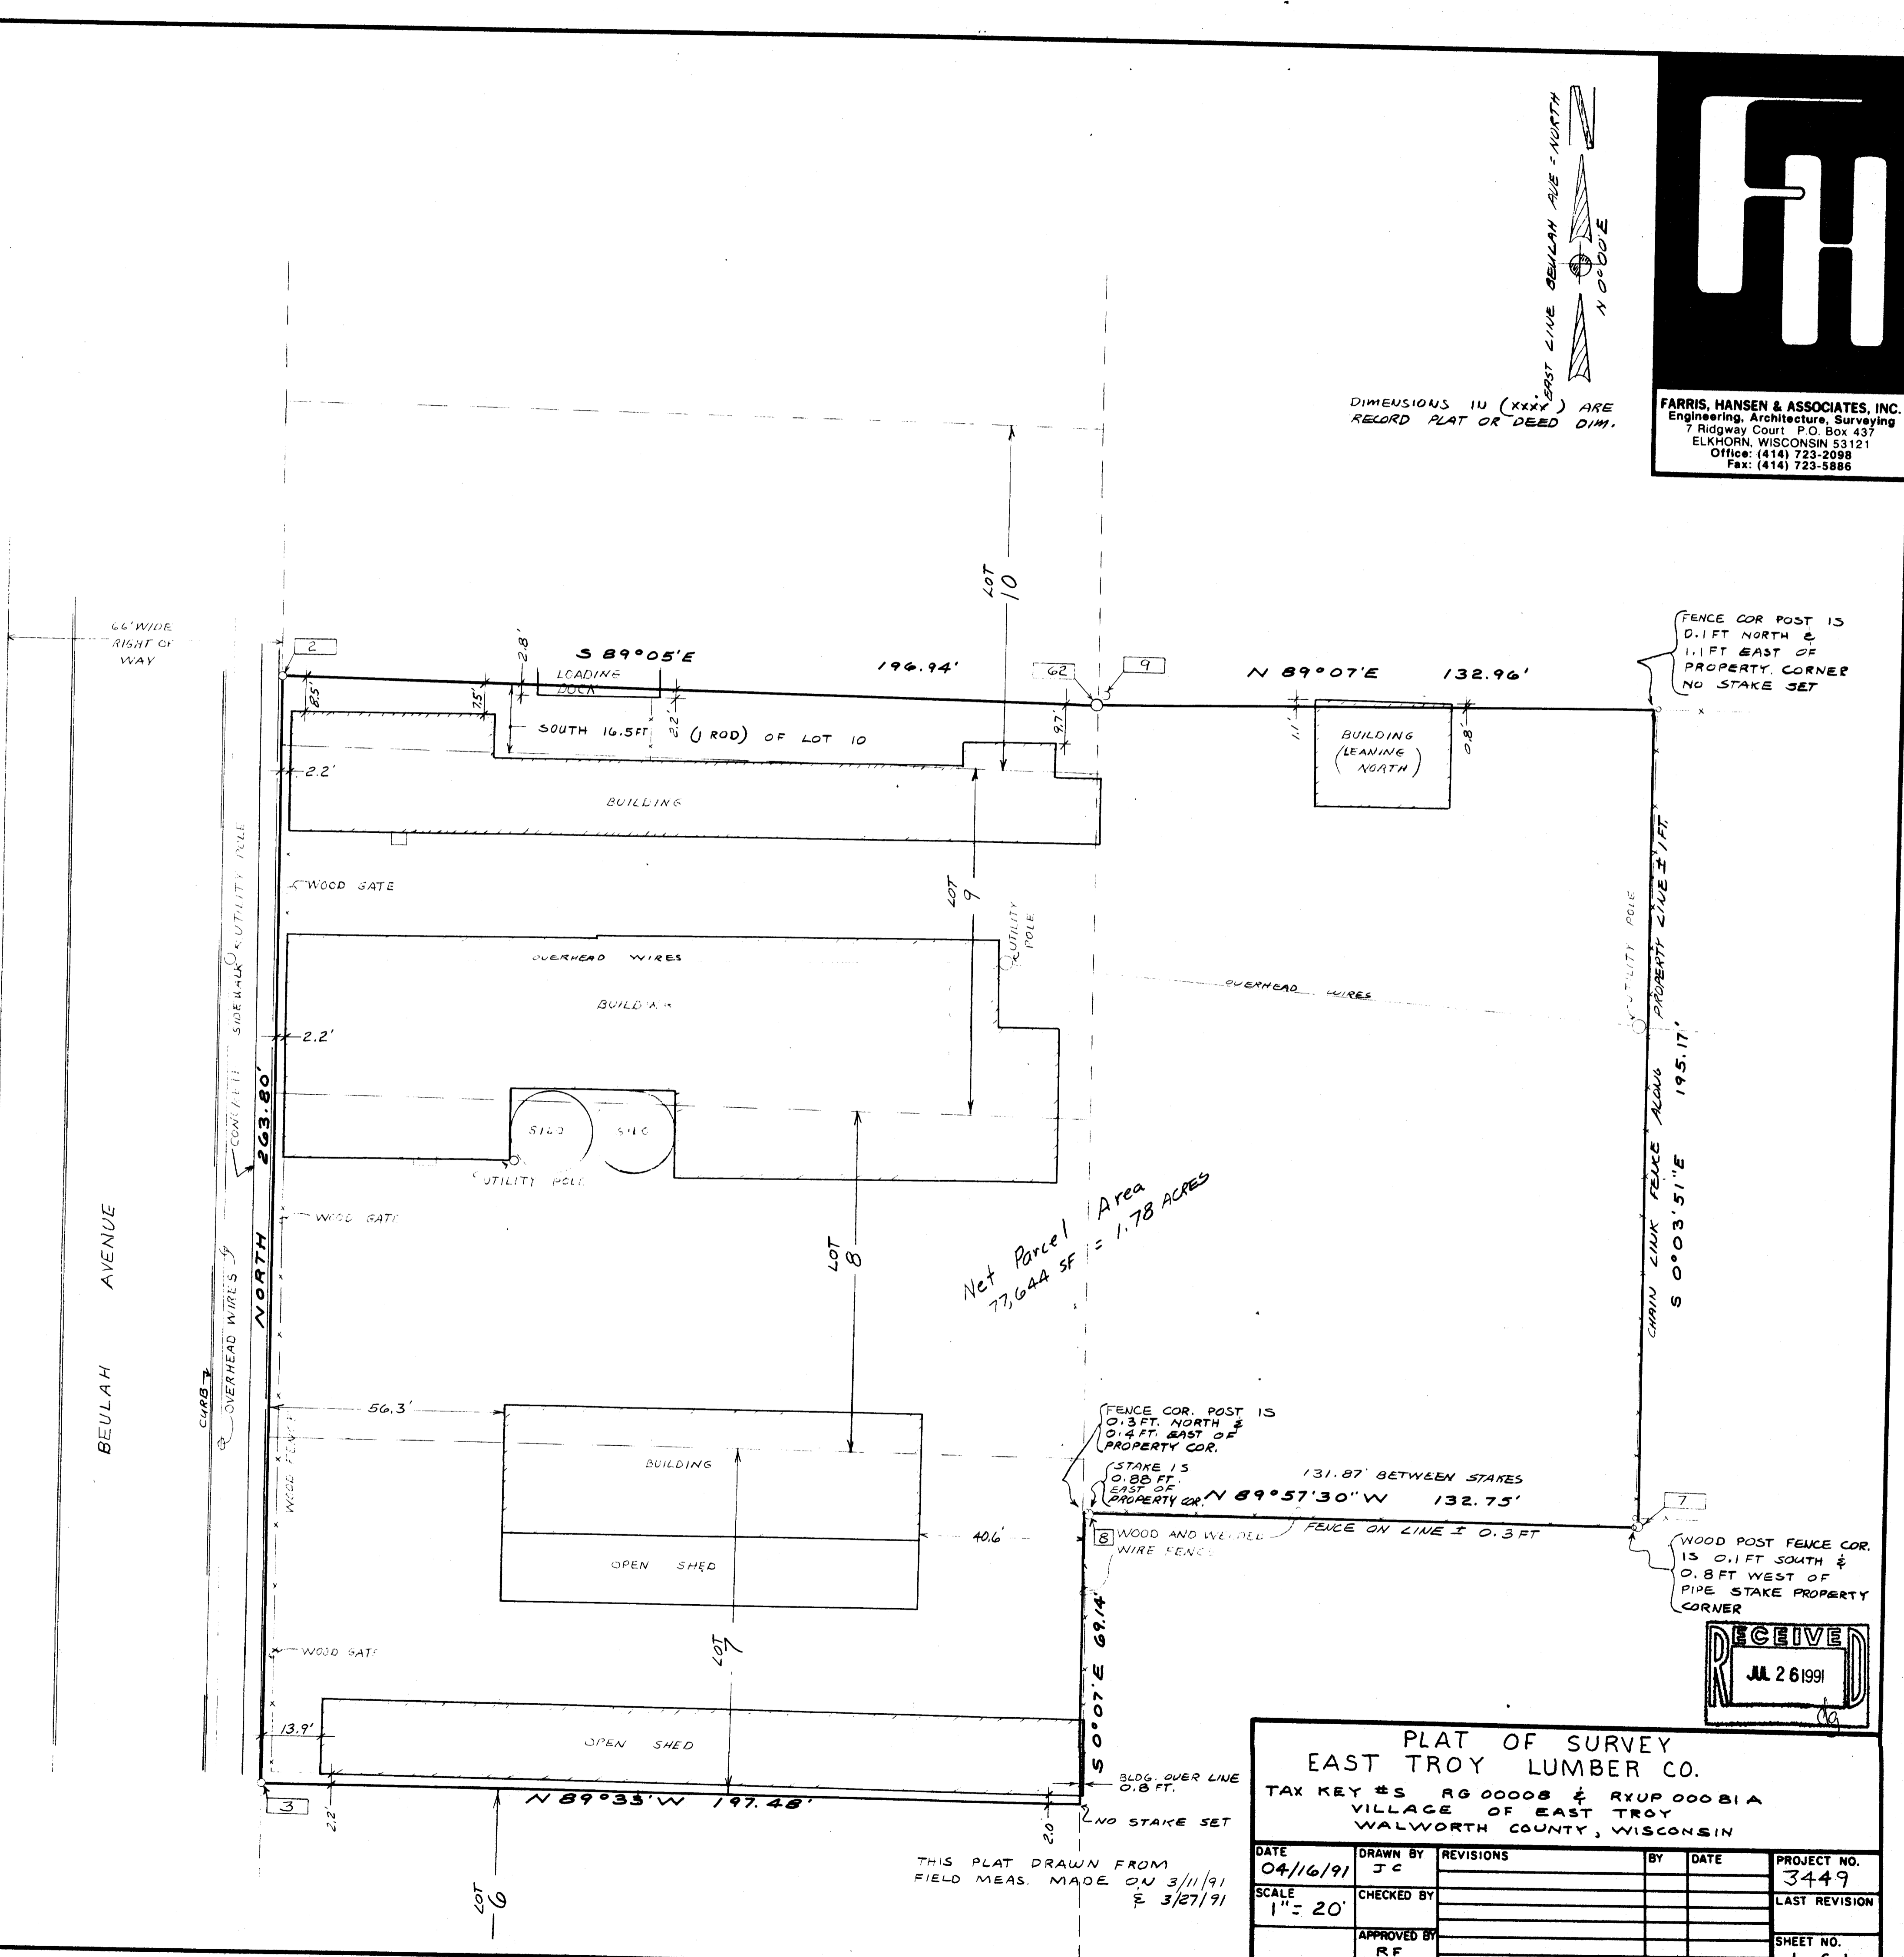 EAST LINE BEULAH AVE = NORTH
N 0°00'E
DIMENSIONS IN (XXXX') ARE
RECORD PLAT OR DEED DIM.
FH
FARRIS, HANSEN & ASSOCIATES, INC.
Engineering, Architecture, Surveying
7 Ridgway Court P.O. Box 437
ELKHORN, WISCONSIN 53121
Office: (414) 723-2098
Fax: (414) 723-5886
LOT
10
66' WIDE
RIGHT OF
WAY
2
2.8'
S 89°05'E 196.94'
LOADING
DOCK
62
9
N 89°07'E 132.96'
FENCE COR POST IS
0.1 FT NORTH &
1.1 FT EAST OF
PROPERTY. CORNER
NO STAKE SET
8.5'
7.5'
2.2'
SOUTH 16.5 FT (1 ROD) OF LOT 10
9.7'
1.1'
BUILDING
(LEANING
NORTH)
0.8'
2.2'
BUILDING
WOOD GATE
LOT
9
UTILITY
POLE
UTILITY POLE
CONCRETE SIDEWALK
UTILITY POLE
OVERHEAD WIRES
BUILDING
OVERHEAD WIRES
2.2'
CHAIN LINK FENCE ALONG PROPERTY LINE ± 1 FT.
S 0°03'51"E 195.17'
NORTH 263.80'
SILO
SILO
UTILITY POLE
WOOD GATE
LOT
8
Net Parcel Area
77,644 SF = 1.78 ACRES
BEULAH AVENUE
CURB
OVERHEAD WIRES
WOOD FENCE
56.3'
BUILDING
OPEN SHED
40.6'
FENCE COR. POST IS
0.3 FT. NORTH &
0.4 FT. EAST OF
PROPERTY COR.
STAKE IS
0.88 FT.
EAST OF
PROPERTY COR.
131.87' BETWEEN STAKES
N 89°57'30"W 132.75'
8
WOOD AND WELDED
WIRE FENCE
FENCE ON LINE ± 0.3 FT
7
WOOD POST FENCE COR.
IS 0.1 FT SOUTH &
0.8 FT WEST OF
PIPE STAKE PROPERTY
CORNER
WOOD GATE
LOT
7
S 0°07'E 69.14'
RECEIVED
JUL 26 1991
dg
13.9'
OPEN SHED
BLDG. OVER LINE
0.8 FT.
3
2.2'
N 89°35'W 197.48'
2.0'
NO STAKE SET
LOT
6
THIS PLAT DRAWN FROM
FIELD MEAS. MADE ON 3/11/91
& 3/27/91
PLAT OF SURVEY
EAST TROY LUMBER CO.
TAX KEY #S RG 00008 & RXUP 00081A
VILLAGE OF EAST TROY
WALWORTH COUNTY, WISCONSIN
DATE
04/16/91
DRAWN BY
JC
REVISIONS BY DATE
PROJECT NO.
3449
SCALE
1" = 20'
CHECKED BY
LAST REVISION
APPROVED BY
RF
SHEET NO.